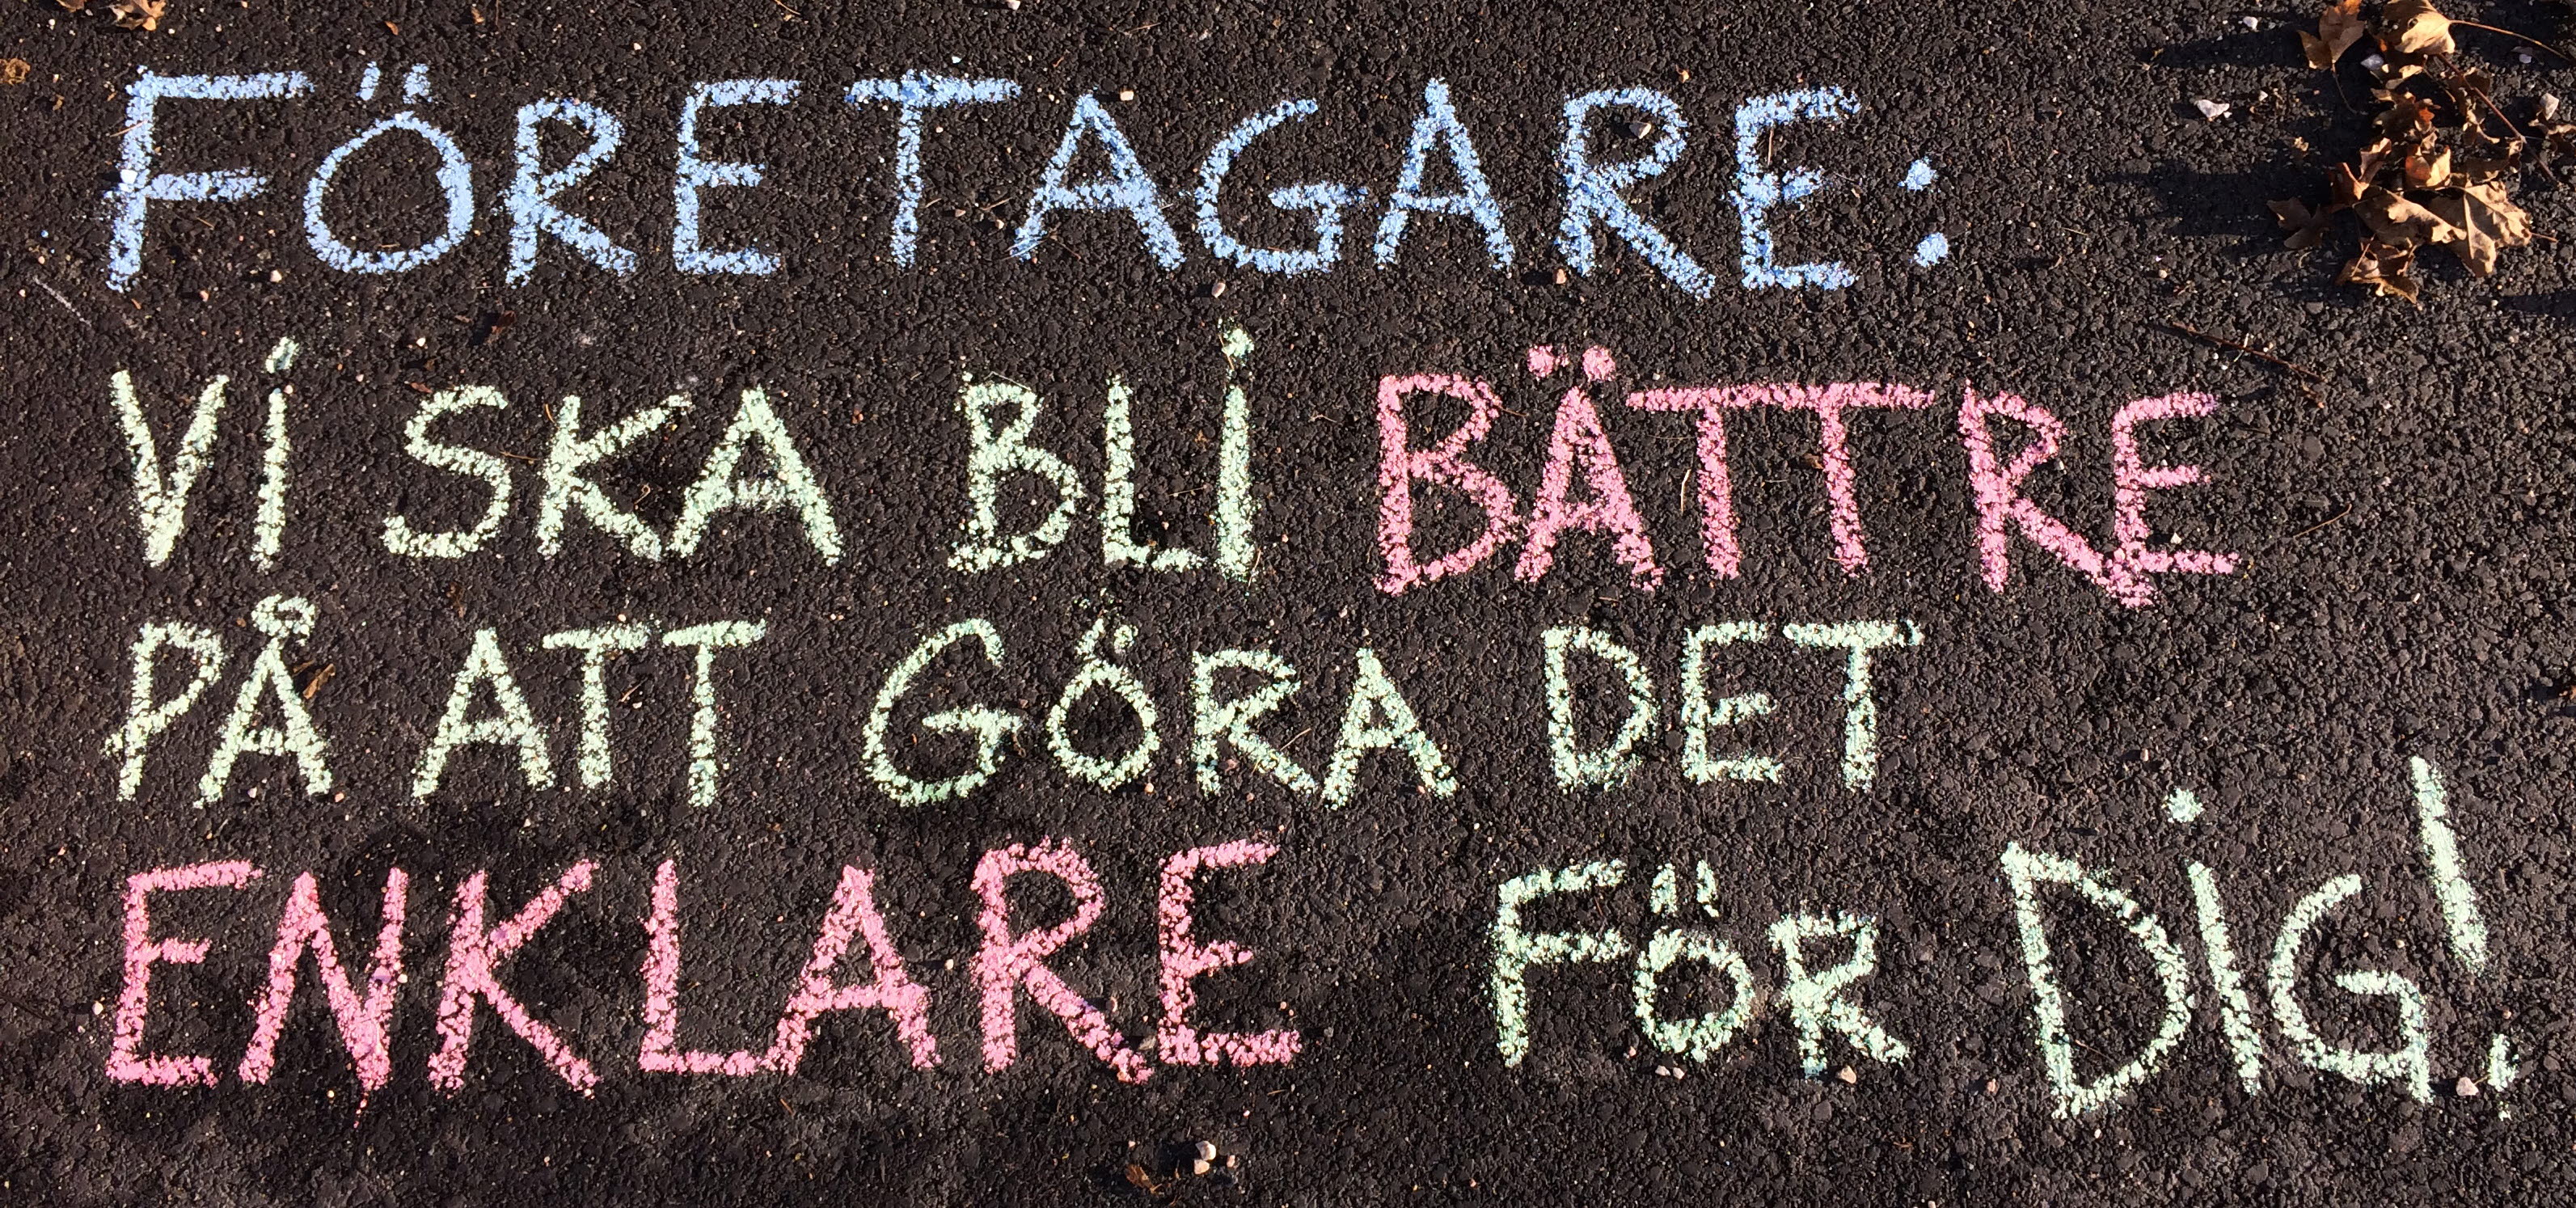 FÖRETAGARE:
Vi SKA BLi BÄTTRE
PÅ ATT GÖRA DET
ENKLARE FÖR DiG!